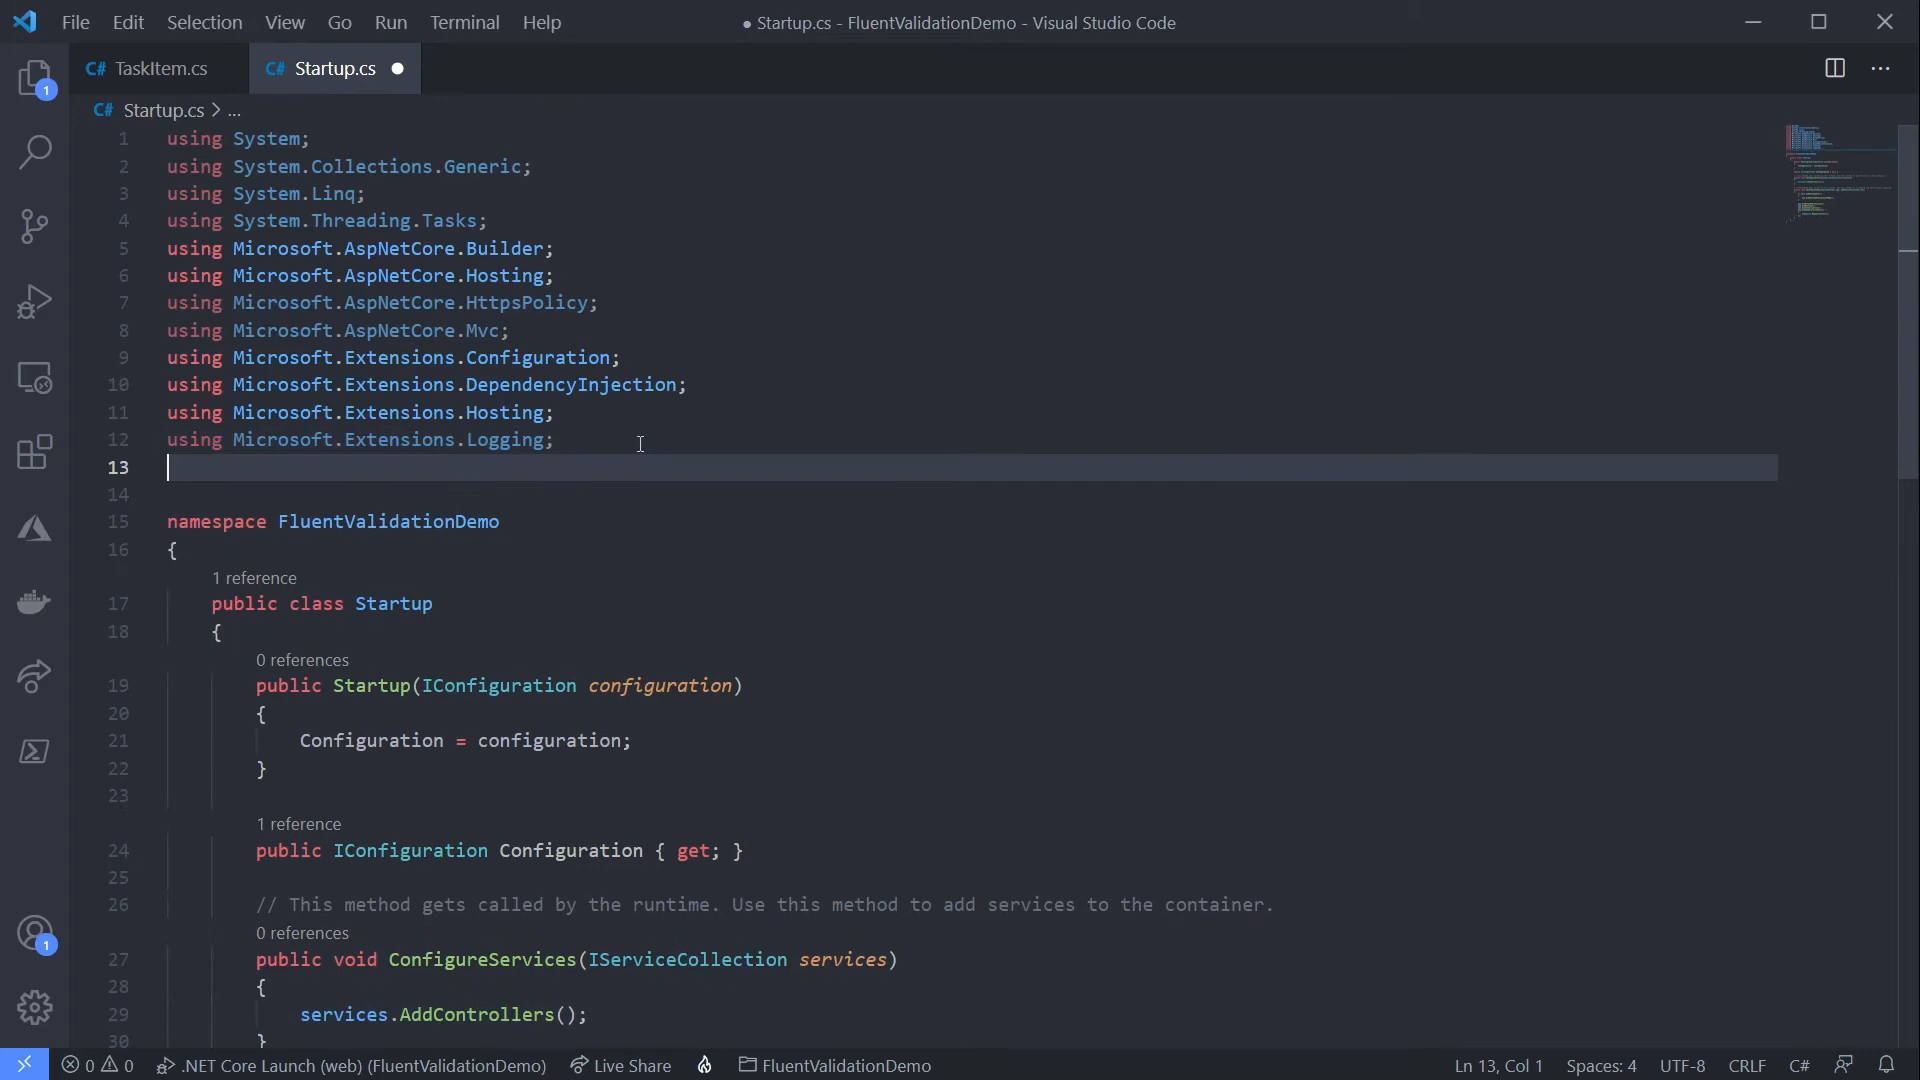 File Edit Selection View Go Run Terminal Help
● Startup.cs - FluentValidationDemo - Visual Studio Code
C# TaskItem.cs
C# Startup.cs
C# Startup.cs > ...
1 using System;
2 using System.Collections.Generic;
3 using System.Linq;
4 using System.Threading.Tasks;
5 using Microsoft.AspNetCore.Builder;
6 using Microsoft.AspNetCore.Hosting;
7 using Microsoft.AspNetCore.HttpsPolicy;
8 using Microsoft.AspNetCore.Mvc;
9 using Microsoft.Extensions.Configuration;
10 using Microsoft.Extensions.DependencyInjection;
11 using Microsoft.Extensions.Hosting;
12 using Microsoft.Extensions.Logging;
13
14
15 namespace FluentValidationDemo
16 {
1 reference
17 public class Startup
18 {
0 references
19 public Startup(IConfiguration configuration)
20 {
21 Configuration = configuration;
22 }
23
1 reference
24 public IConfiguration Configuration { get; }
25
26 // This method gets called by the runtime. Use this method to add services to the container.
0 references
27 public void ConfigureServices(IServiceCollection services)
28 {
29 services.AddControllers();
30 }
1
1
0 0 .NET Core Launch (web) (FluentValidationDemo) Live Share FluentValidationDemo Ln 13, Col 1 Spaces: 4 UTF-8 CRLF C#